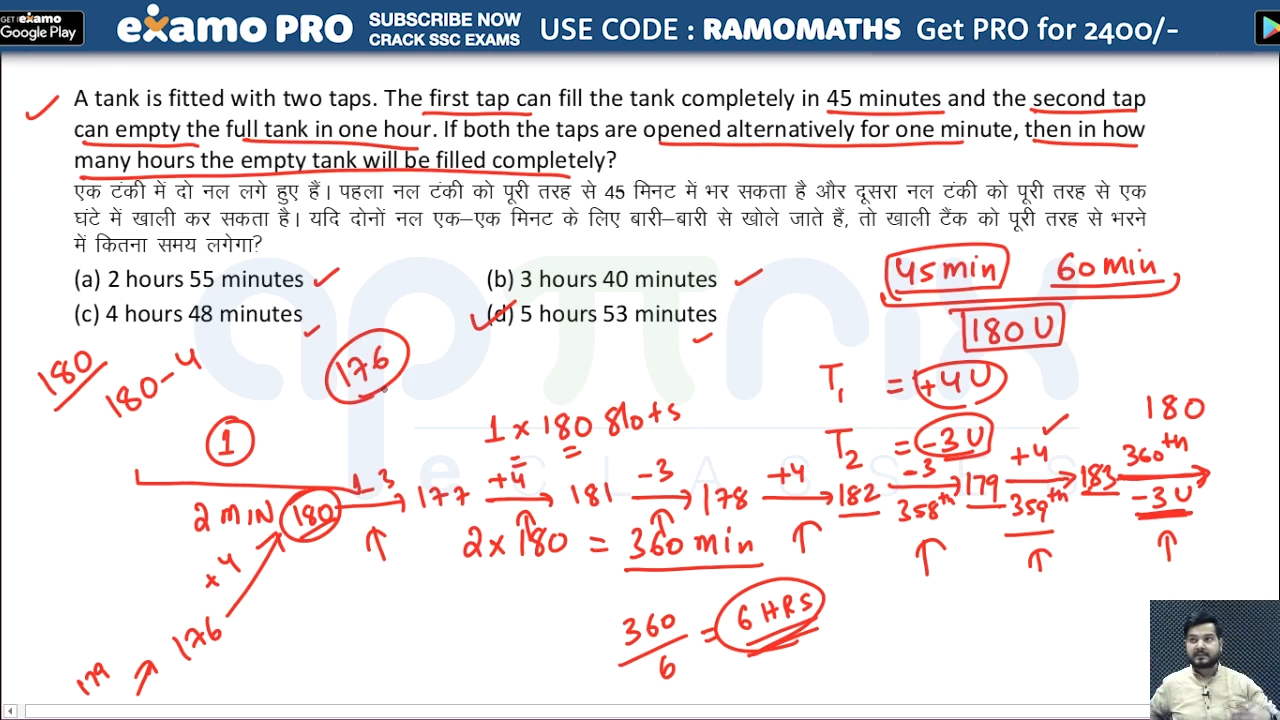 GET IT examo
Google Play
examo PRO
SUBSCRIBE NOW
CRACK SSC EXAMS
USE CODE : RAMOMATHS Get PRO for 2400/-
A tank is fitted with two taps. The first tap can fill the tank completely in 45 minutes and the second tap
can empty the full tank in one hour. If both the taps are opened alternatively for one minute, then in how
many hours the empty tank will be filled completely?
एक टंकी में दो नल लगे हुए हैं। पहला नल टंकी को पूरी तरह से 45 मिनट में भर सकता है और दूसरा नल टंकी को पूरी तरह से एक
घंटे में खाली कर सकता है। यदि दोनों नल एक–एक मिनट के लिए बारी–बारी से खोले जाते हैं, तो खाली टैंक को पूरी तरह से भरने
में कितना समय लगेगा?
(a) 2 hours 55 minutes (b) 3 hours 40 minutes
(c) 4 hours 48 minutes (d) 5 hours 53 minutes
45 min 60 min
180 U
T1 = +4 U
T2 = -3 U
180
180 - 4
176
1
2 MIN
1 x 180 Slots
2 x 180 = 360 min
360/6 = 6 HRS
180 -3 177 +4 181 -3 178 +4 182 -3 358th 179 +4 359th 183 360th -3 U
180
+4
176
179